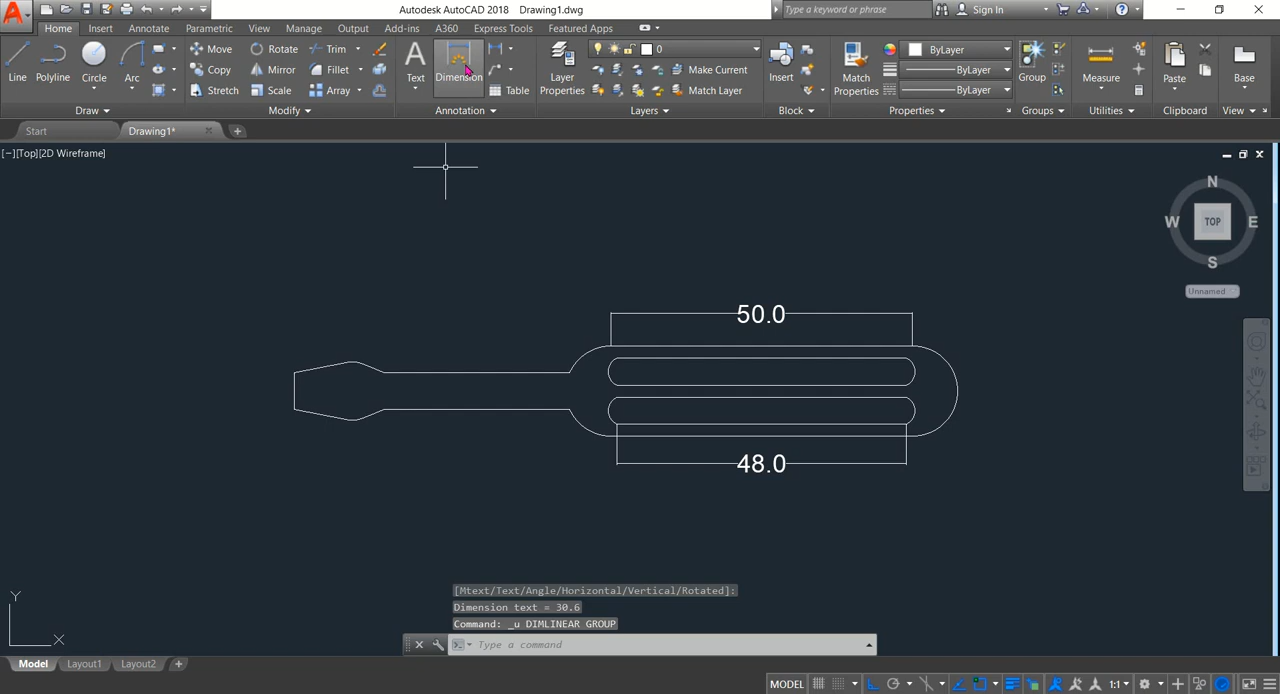 Autodesk AutoCAD 2018 Drawing1.dwg
Type a keyword or phrase
Sign In
Home Insert Annotate Parametric View Manage Output Add-ins A360 Express Tools Featured Apps
Line Polyline Circle Arc
Move Rotate Trim
Copy Mirror Fillet
Stretch Scale Array
Text Dimension Table
Layer Properties
0
Make Current
Match Layer
Insert
Match Properties
ByLayer
ByLayer
ByLayer
Group
Measure
Paste
Base
Draw Modify Annotation Layers Block Properties Groups Utilities Clipboard View
Start Drawing1*
[−][Top][2D Wireframe]
N
W TOP E
S
Unnamed
50.0
48.0
[Mtext/Text/Angle/Horizontal/Vertical/Rotated]:
Dimension text = 30.6
Command: _u DIMLINEAR GROUP
Type a command
Y
X
Model Layout1 Layout2
MODEL 1:1